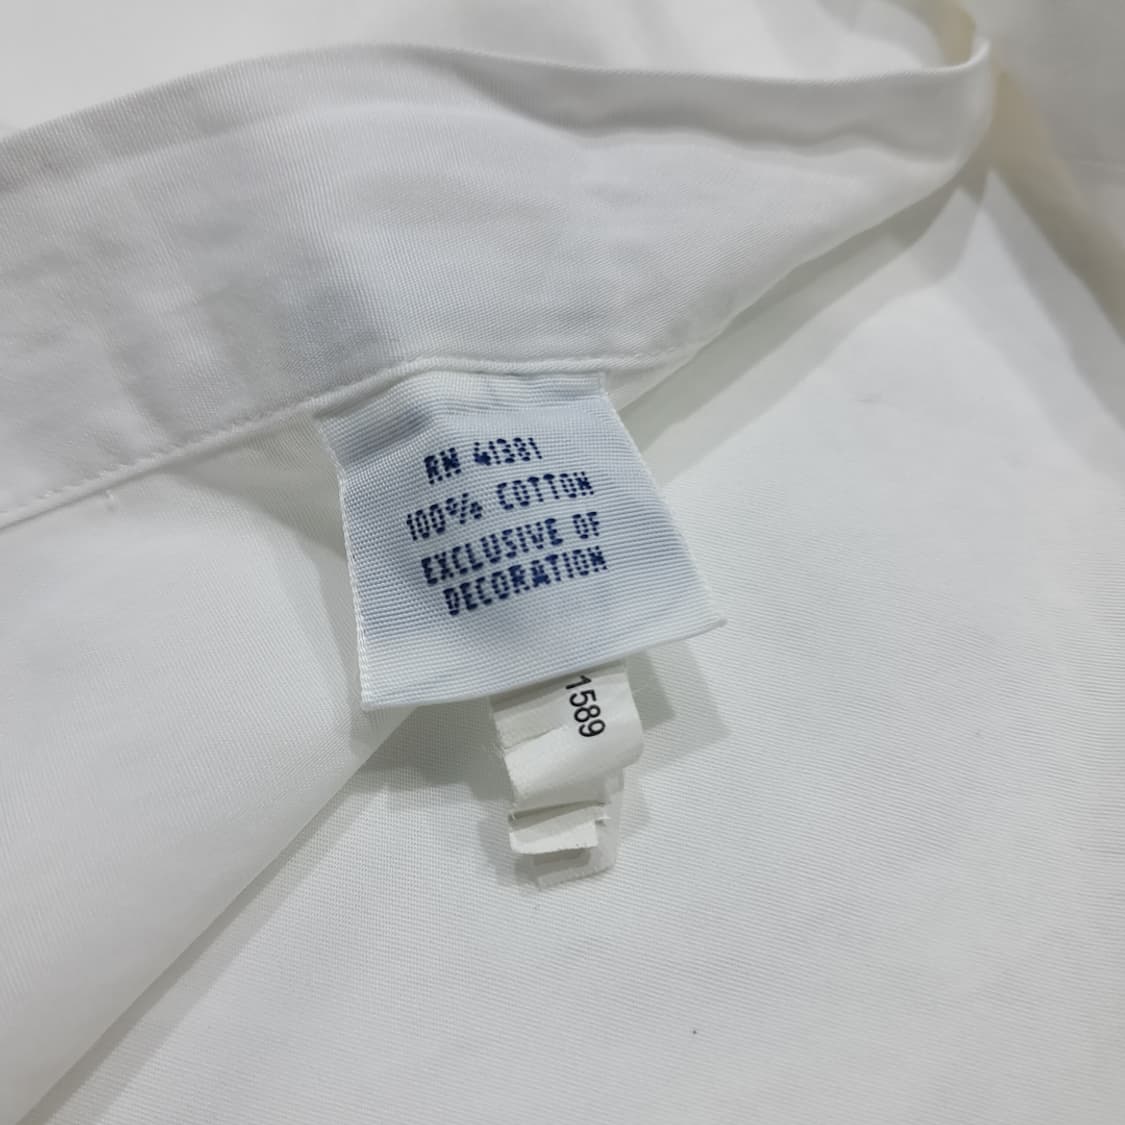 RN 41381
100% COTTON
EXCLUSIVE OF
DECORATION
1589